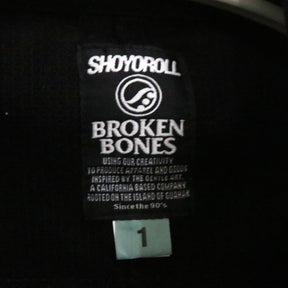 SHOYOROLL
BROKEN
BONES
USING OUR CREATIVITY
TO PRODUCE APPAREL AND GOODS
INSPIRED BY THE GENTLE ART.
A CALIFORNIA BASED COMPANY
ROOTED ON THE ISLAND OF GUAHAN
Since the 90's
1